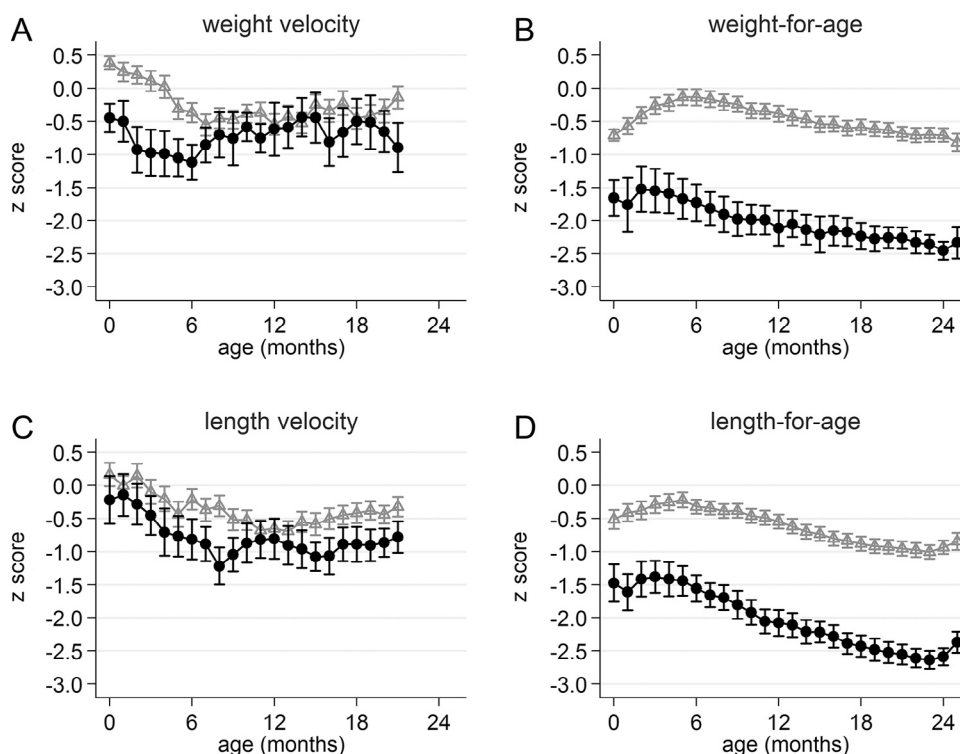 A weight velocity
0.5
0.0
-0.5
-1.0
-1.5
-2.0
-2.5
-3.0
z score
0 6 12 18 24
age (months)
B weight-for-age
0.5
0.0
-0.5
-1.0
-1.5
-2.0
-2.5
-3.0
z score
0 6 12 18 24
age (months)
C length velocity
0.5
0.0
-0.5
-1.0
-1.5
-2.0
-2.5
-3.0
z score
0 6 12 18 24
age (months)
D length-for-age
0.5
0.0
-0.5
-1.0
-1.5
-2.0
-2.5
-3.0
z score
0 6 12 18 24
age (months)